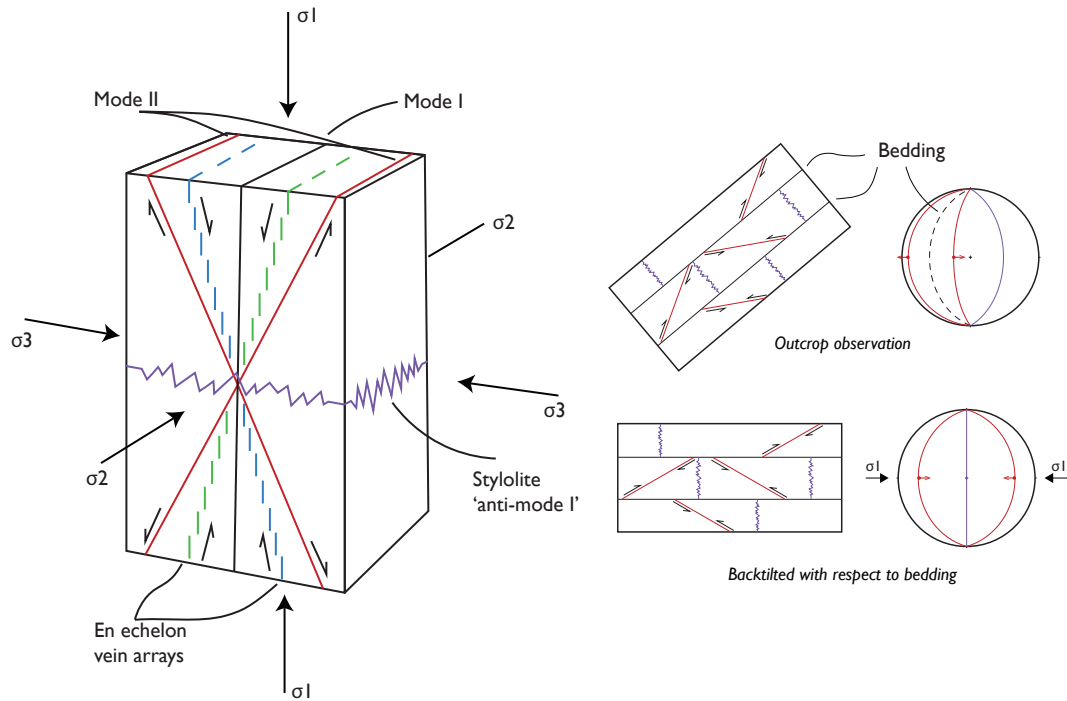 σ1
Mode II
Mode I
σ2
σ3
σ3
σ2
Stylolite
'anti-mode I'
En echelon
vein arrays
σ1
Bedding
Outcrop observation
σ1
σ1
Backtilted with respect to bedding